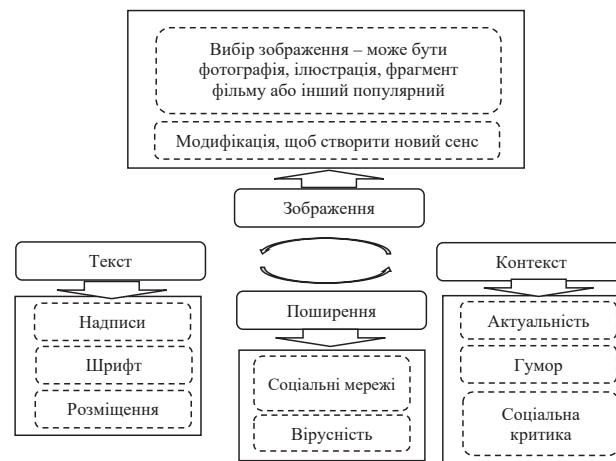 Вибір зображення – може бути
фотографія, ілюстрація, фрагмент
фільму або інший популярний
Модифікація, щоб створити новий сенс
Зображення
Текст
Контекст
Надписи
Шрифт
Розміщення
Поширення
Соціальні мережі
Вірусність
Актуальність
Гумор
Соціальна
критика